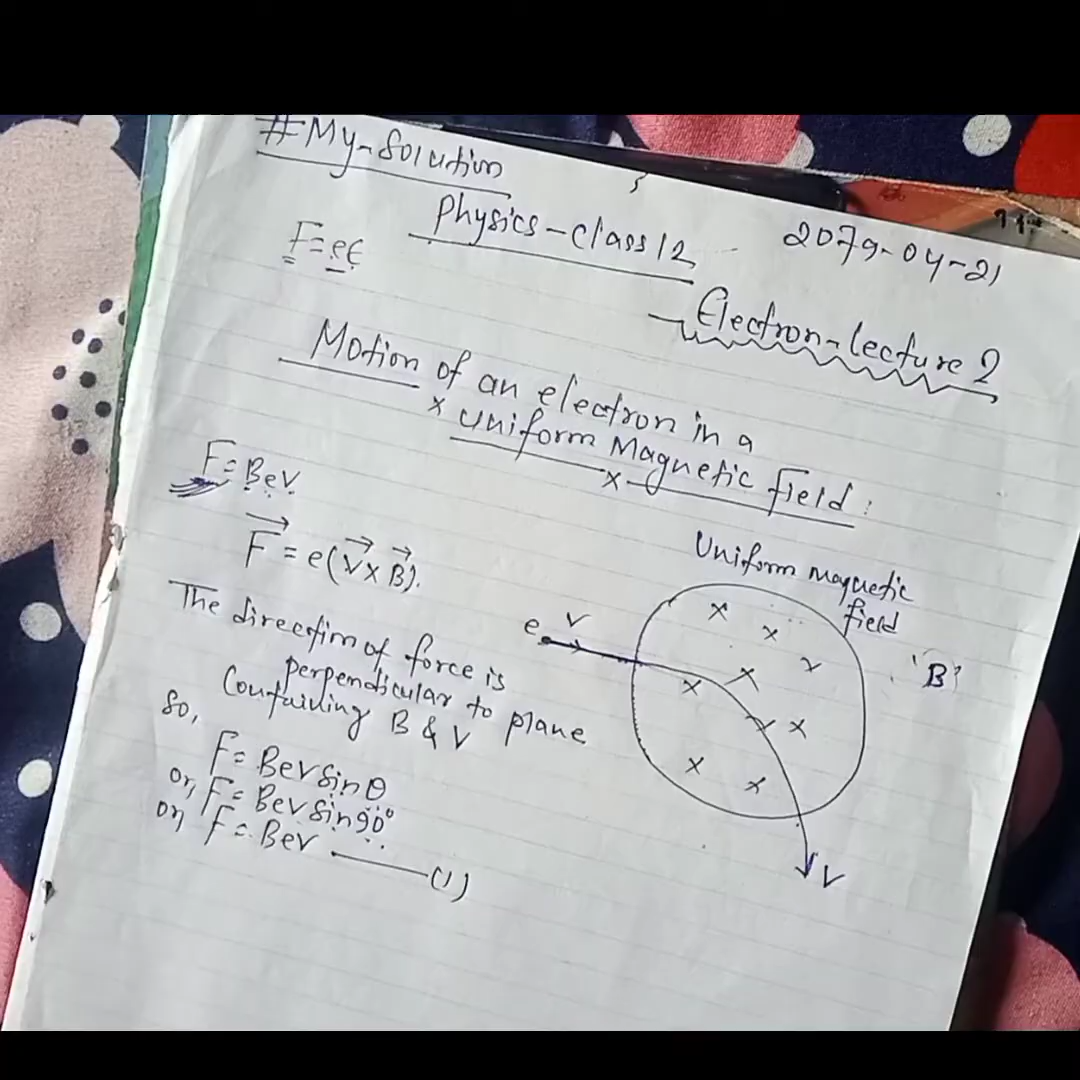 #My-Solution
Physics-class 12
2079-04-21
F=eE
Electron-lecture 2
Motion of an electron in a
x Uniform Magnetic Field:
x
F=Bev
F⃗ = e(V⃗ x B⃗).
Uniform magnetic
field
'B'
e V
x x x x x x x x x
V
The direction of force is
perpendicular to plane
Containing B & V
So,
F= Bev sinθ
or, F= Bev sin90°
or, F= Bev —(1)